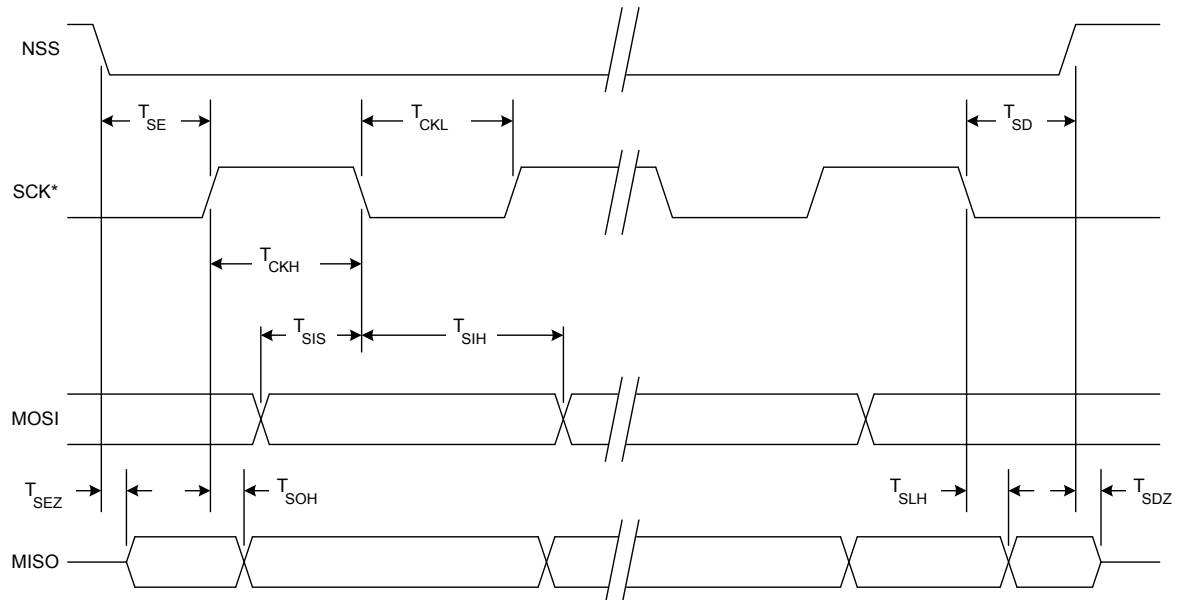 NSS
T_SE
T_CKL
T_SD
SCK*
T_CKH
T_SIS
T_SIH
MOSI
T_SEZ
T_SOH
T_SLH
T_SDZ
MISO